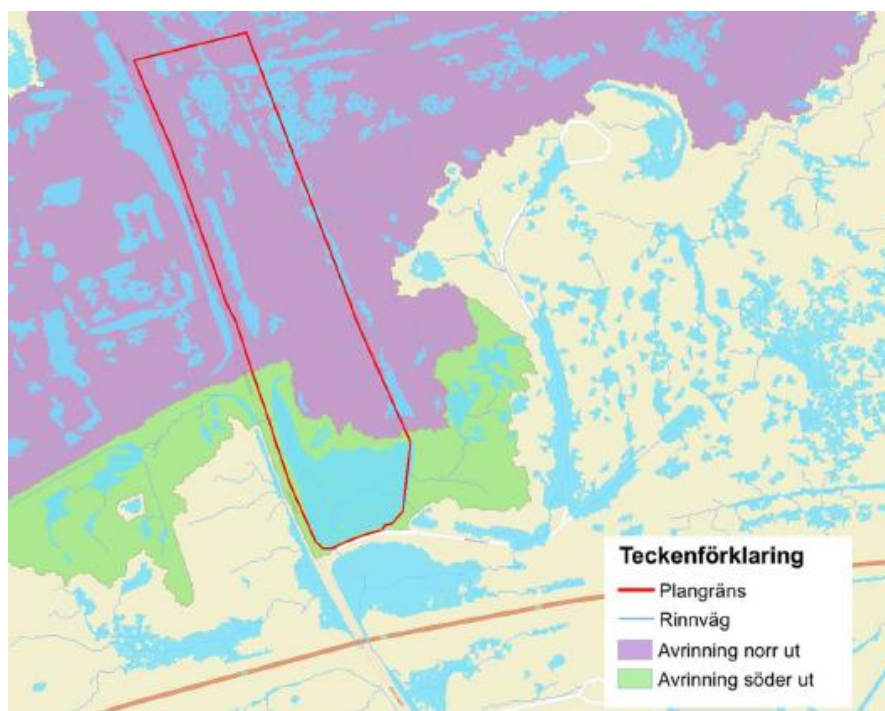 Teckenförklaring
Plangräns
Rinnväg
Avrinning norr ut
Avrinning söder ut